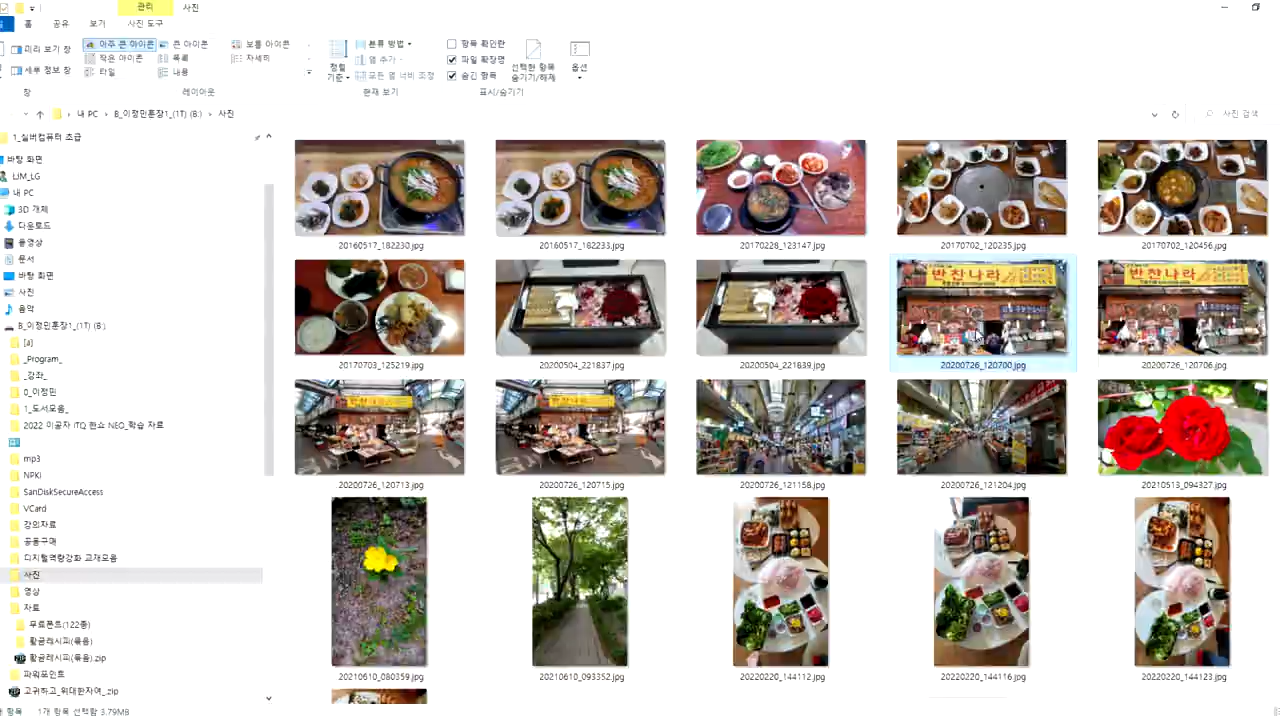 관리
사진
홈
공유
보기
사진 도구
미리 보기 창
아주 큰 아이콘
큰 아이콘
보통 아이콘
작은 아이콘
목록
자세히
세부 정보 창
타일
내용
정렬
기준
분류 방법
열 추가
모든 열 너비 조정
항목 확인란
파일 확장명
숨긴 항목
선택한 항목
숨기기/해제
옵션
창
레이아웃
현재 보기
표시/숨기기
내 PC > B_이정민훈장1_(1T) (B:) > 사진
사진 검색
1_실버컴퓨터 초급
바탕 화면
LIM_LG
내 PC
3D 개체
다운로드
동영상
문서
바탕 화면
사진
음악
B_이정민훈장1_(1T) (B:)
_Program_
_강좌_
0_이정민
1_도서모음_
2022 이공자 ITQ 한쇼 NEO_학습 자료
mp3
NPKI
SanDiskSecureAccess
VCard
강의자료
공동구매
디지털역량강화 교재모음
사진
영상
자료
무료폰트(122종)
황금레시피(묶음)
황금레시피(묶음).zip
파워포인트
고귀하고_위대한자여_.zip
20160517_182230.jpg
20160517_182233.jpg
20170228_123147.jpg
20170702_120235.jpg
20170702_120456.jpg
반찬나라
반찬나라
20170703_125219.jpg
20200504_221837.jpg
20200504_221839.jpg
20200726_120700.jpg
20200726_120706.jpg
20200726_120713.jpg
20200726_120715.jpg
20200726_121158.jpg
20200726_121204.jpg
20210513_094327.jpg
20210610_080359.jpg
20210610_093352.jpg
20220220_144112.jpg
20220220_144116.jpg
20220220_144123.jpg
항목
1개 항목 선택함 3.79MB